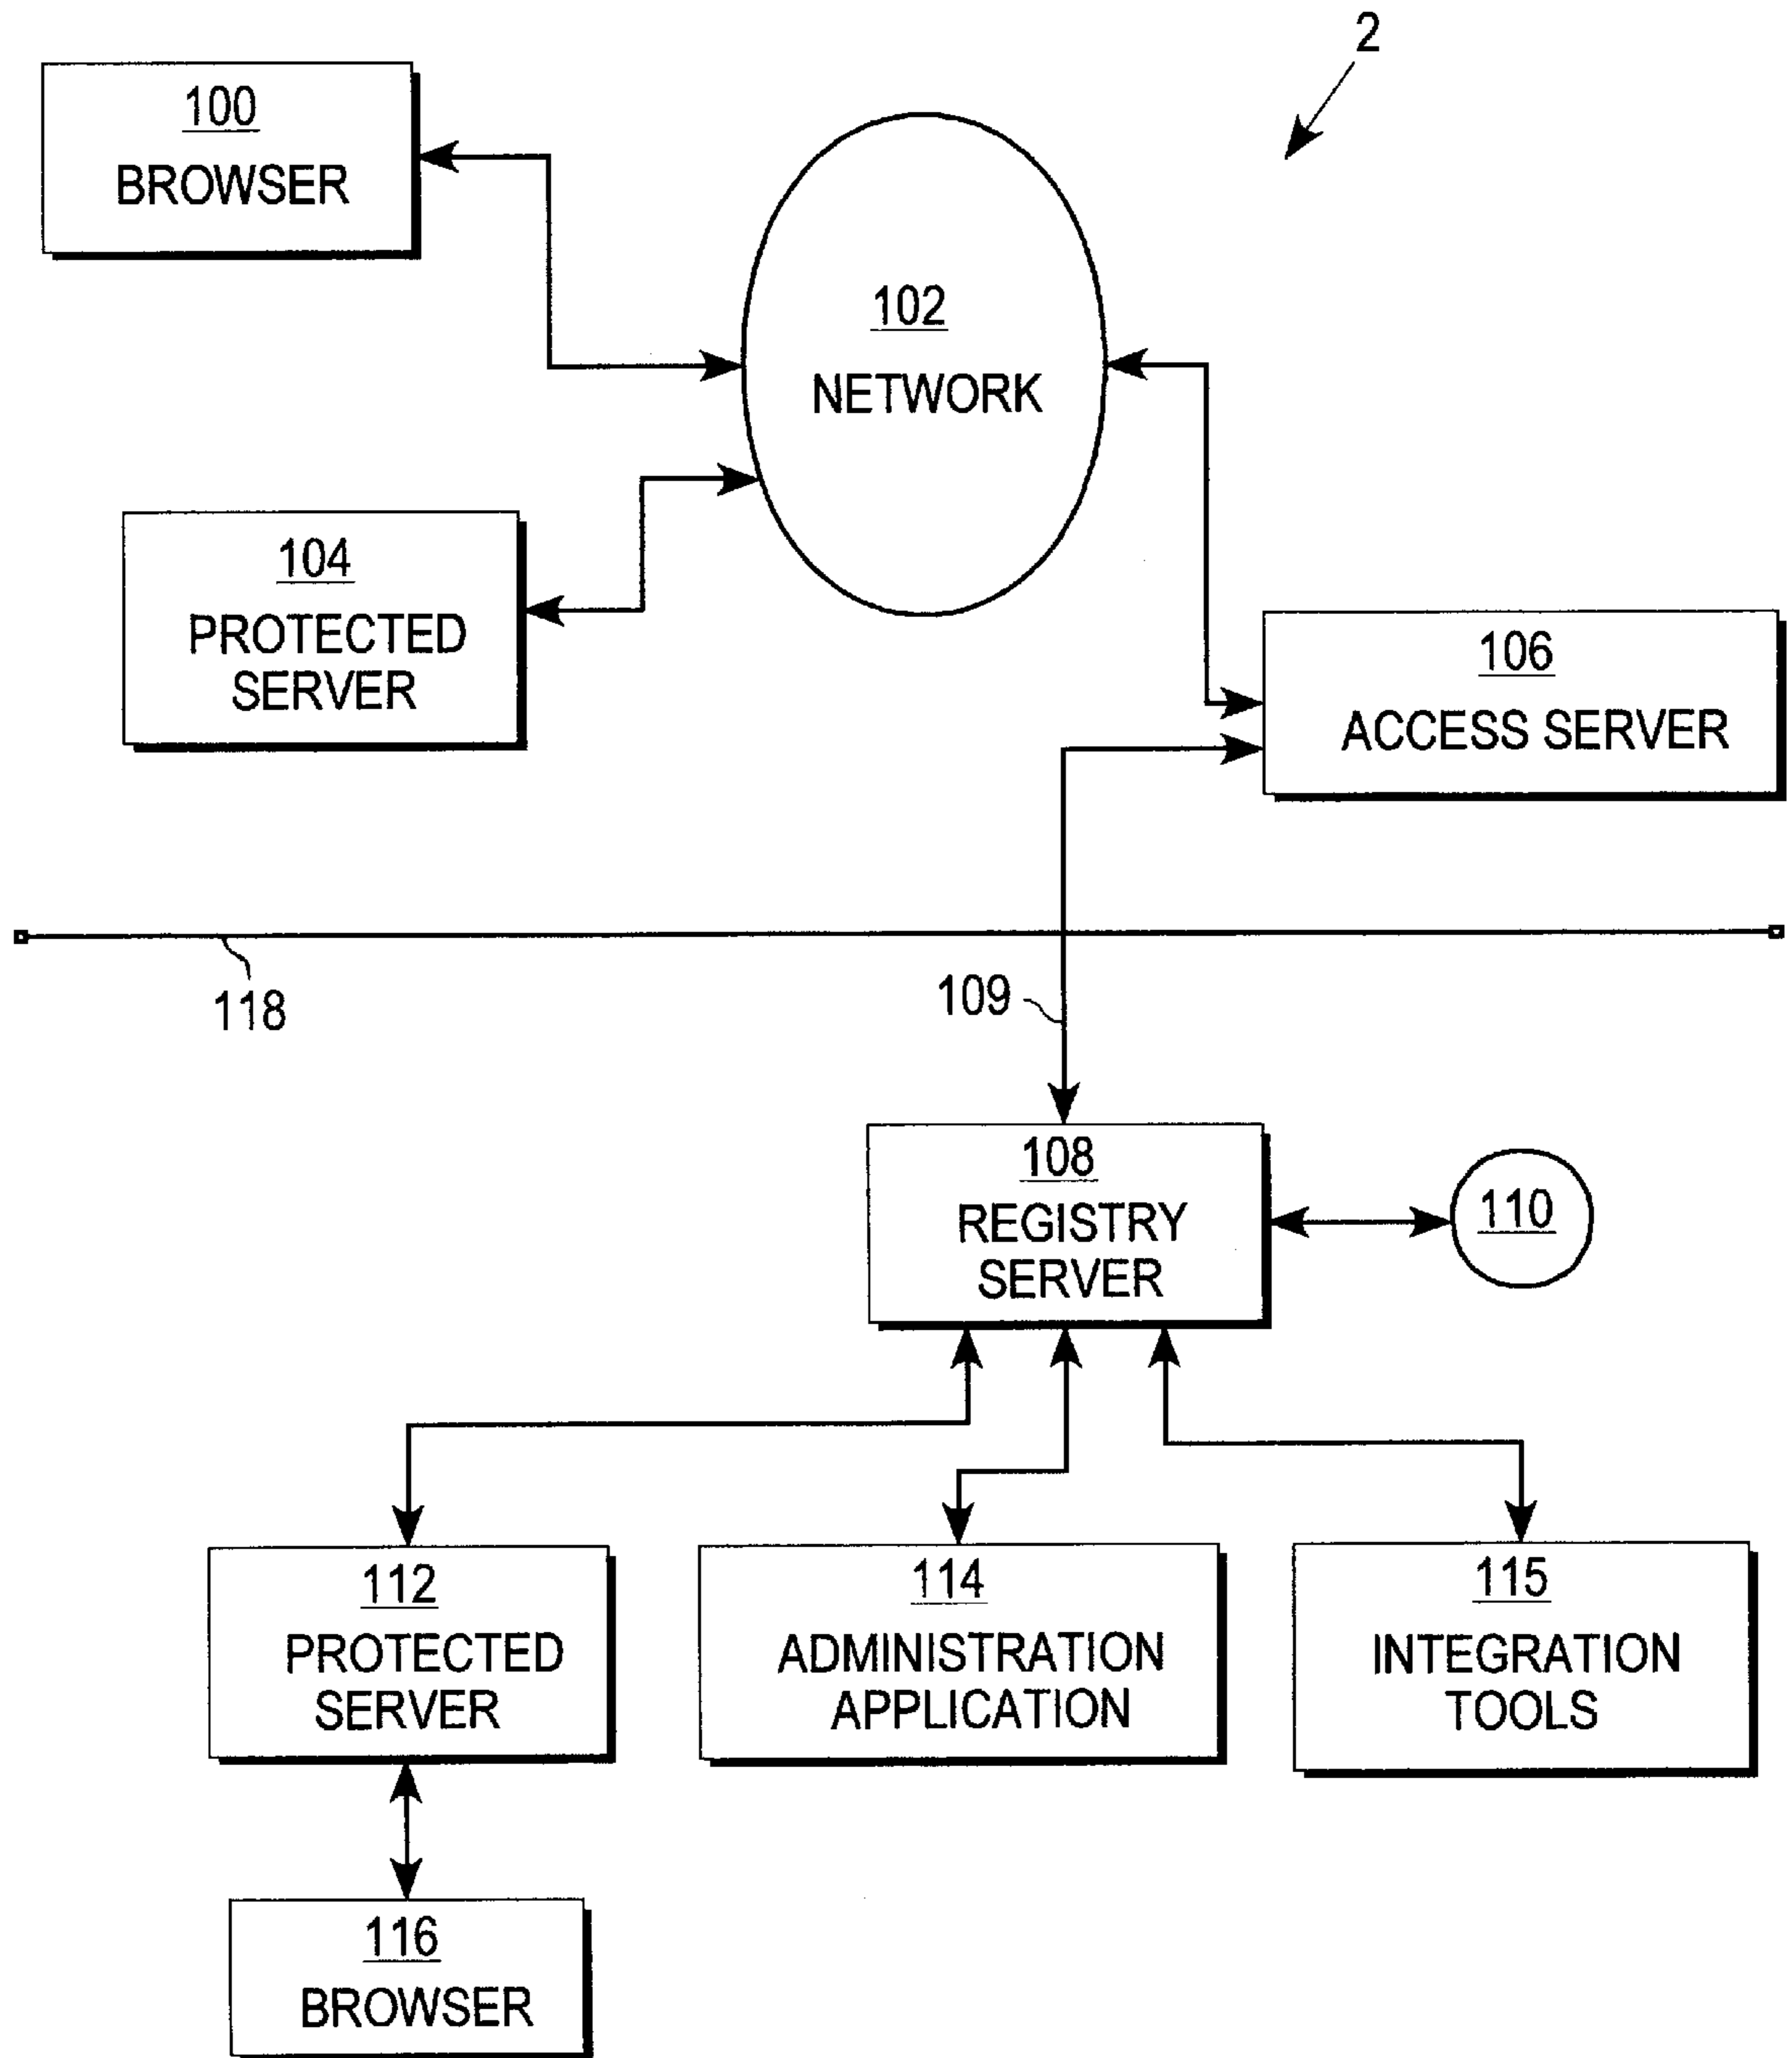 2
100
BROWSER
102
NETWORK
104
PROTECTED
SERVER
106
ACCESS SERVER
118
109
108
REGISTRY
SERVER
110
112
PROTECTED
SERVER
114
ADMINISTRATION
APPLICATION
115
INTEGRATION
TOOLS
116
BROWSER